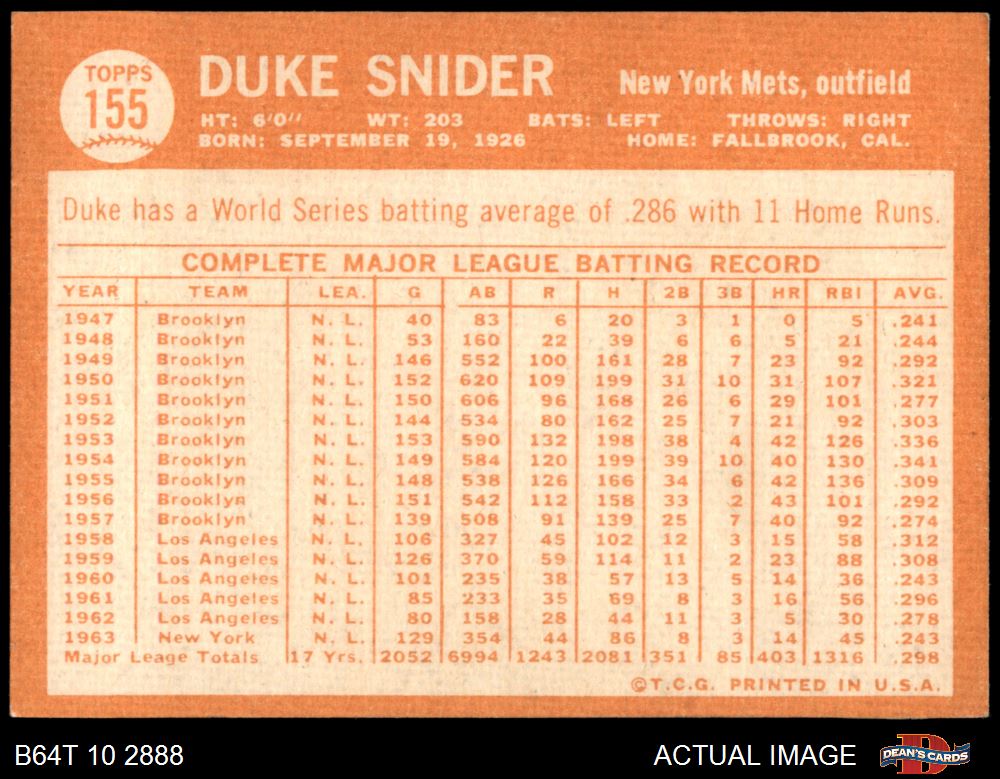 TOPPS
155
DUKE SNIDER New York Mets, outfield
HT: 6'0" WT: 203 BATS: LEFT THROWS: RIGHT
BORN: SEPTEMBER 19, 1926 HOME: FALLBROOK, CAL.
Duke has a World Series batting average of .286 with 11 Home Runs.
COMPLETE MAJOR LEAGUE BATTING RECORD
YEAR TEAM LEA. G AB R H 2B 3B HR RBI AVG.
1947 Brooklyn N. L. 40 83 6 20 3 1 0 5 .241
1948 Brooklyn N. L. 53 160 22 39 6 6 5 21 .244
1949 Brooklyn N. L. 146 552 100 161 28 7 23 92 .292
1950 Brooklyn N. L. 152 620 109 199 31 10 31 107 .321
1951 Brooklyn N. L. 150 606 96 168 26 6 29 101 .277
1952 Brooklyn N. L. 144 534 80 162 25 7 21 92 .303
1953 Brooklyn N. L. 153 590 132 198 38 4 42 126 .336
1954 Brooklyn N. L. 149 584 120 199 39 10 40 130 .341
1955 Brooklyn N. L. 148 538 126 166 34 6 42 136 .309
1956 Brooklyn N. L. 151 542 112 158 33 2 43 101 .292
1957 Brooklyn N. L. 139 508 91 139 25 7 40 92 .274
1958 Los Angeles N. L. 106 327 45 102 12 3 15 58 .312
1959 Los Angeles N. L. 126 370 59 114 11 2 23 88 .308
1960 Los Angeles N. L. 101 235 38 57 13 5 14 36 .243
1961 Los Angeles N. L. 85 233 35 69 8 3 16 56 .296
1962 Los Angeles N. L. 80 158 28 44 11 3 5 30 .278
1963 New York N. L. 129 354 44 86 8 3 14 45 .243
Major Leage Totals 17 Yrs. 2052 6994 1243 2081 351 85 403 1316 .298
©T.C.G. PRINTED IN U.S.A.
B64T 10 2888 ACTUAL IMAGE DEAN'S CARDS